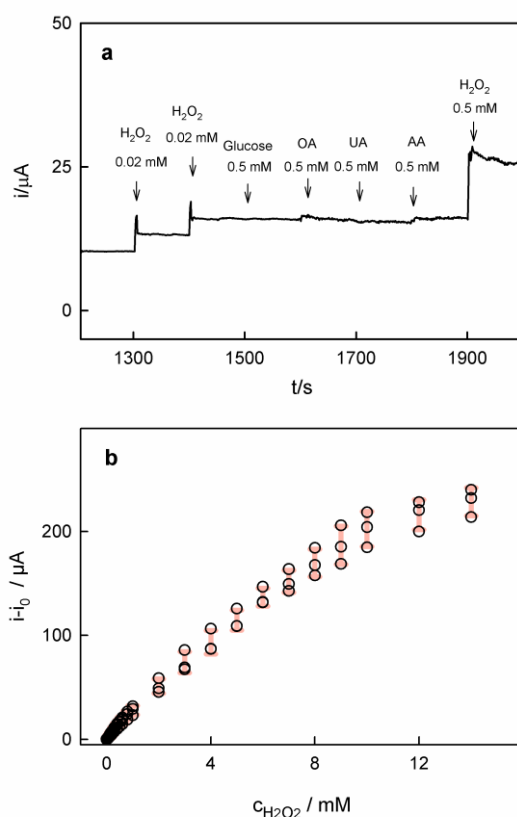 50
a
H₂O₂
H₂O₂
0.5 mM
H₂O₂
0.02 mM
0.02 mM
Glucose OA UA AA
0.5 mM 0.5 mM 0.5 mM 0.5 mM
25
i/μA
0
1300 1500 1700 1900
t/s
b
200
i-i₀ / μA
100
0
0 4 8 12
c_H₂O₂ / mM